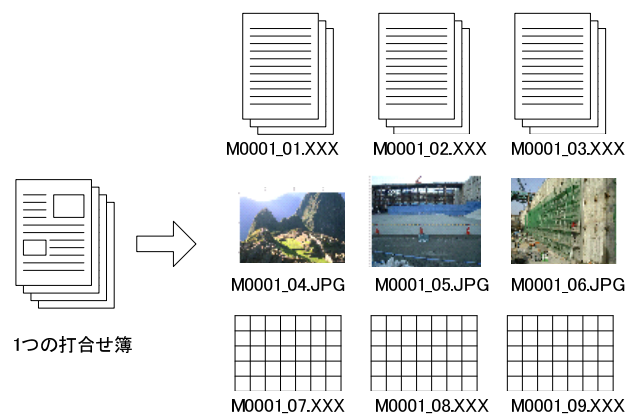 M0001_01.XXX
M0001_02.XXX
M0001_03.XXX
M0001_04.JPG
M0001_05.JPG
M0001_06.JPG
1つの打合せ簿
M0001_07.XXX
M0001_08.XXX
M0001_09.XXX